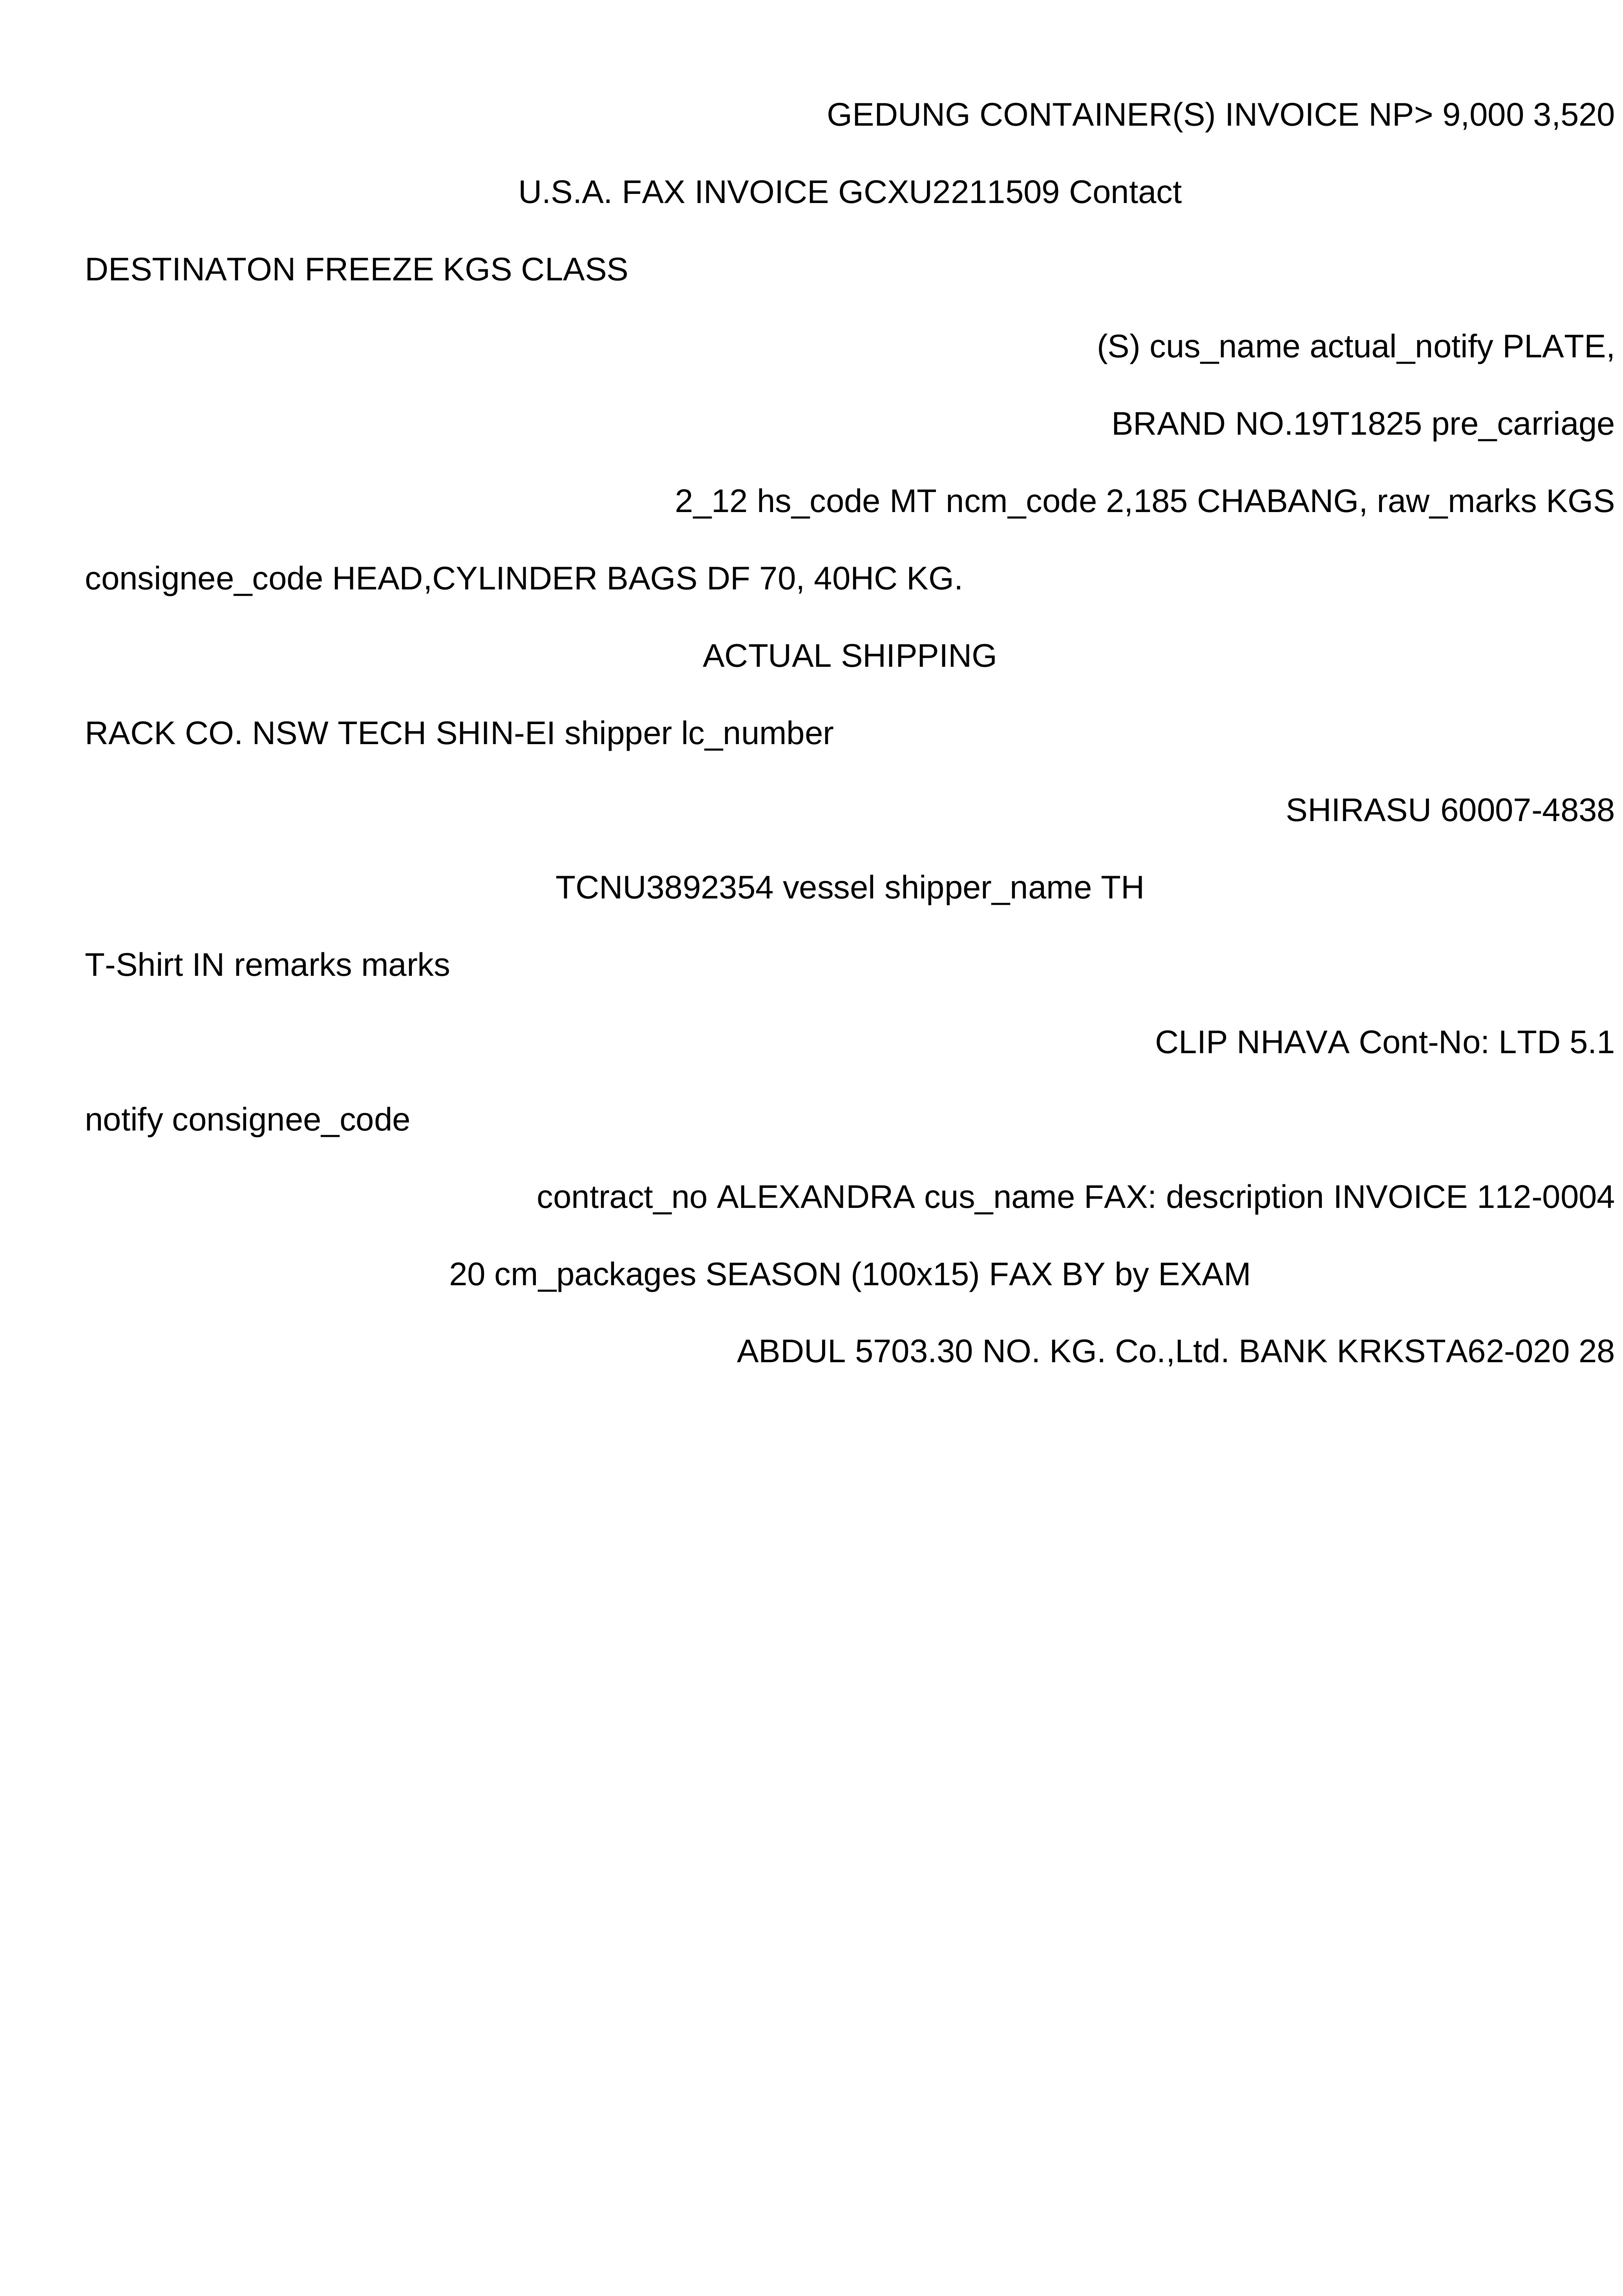 GEDUNG CONTAINER(S) INVOICE NP> 9,000 3,520
U.S.A. FAX INVOICE GCXU2211509 Contact
DESTINATON FREEZE KGS CLASS
(S) cus_name actual_notify PLATE,
BRAND NO.19T1825 pre_carriage
2_12 hs_code MT ncm_code 2,185 CHABANG, raw_marks KGS
consignee_code HEAD,CYLINDER BAGS DF 70, 40HC KG.
ACTUAL SHIPPING
RACK CO. NSW TECH SHIN-EI shipper lc_number
SHIRASU 60007-4838
TCNU3892354 vessel shipper_name TH
T-Shirt IN remarks marks
CLIP NHAVA Cont-No: LTD 5.1
notify consignee_code
contract_no ALEXANDRA cus_name FAX: description INVOICE 112-0004
20 cm_packages SEASON (100x15) FAX BY by EXAM
ABDUL 5703.30 NO. KG. Co.,Ltd. BANK KRKSTA62-020 28